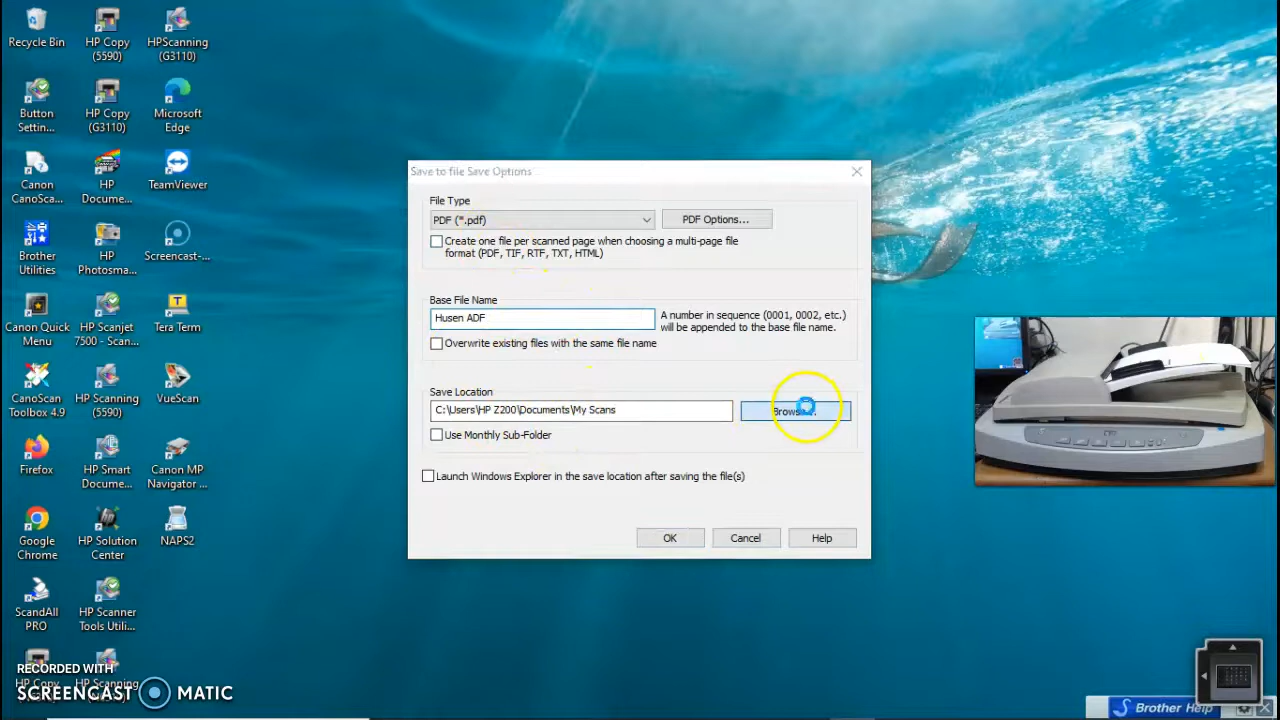 Recycle Bin
HP Copy
(5590)
HPScanning
(G3110)
Button
Settin...
HP Copy
(G3110)
Microsoft
Edge
Canon
CanoSca...
HP
Docume...
TeamViewer
Brother
Utilities
HP
Photosma...
Screencast-...
Canon Quick
Menu
HP Scanjet
7500 - Scan...
Tera Term
CanoScan
Toolbox 4.9
HP Scanning
(5590)
VueScan
Firefox
HP Smart
Docume...
Canon MP
Navigator ...
Google
Chrome
HP Solution
Center
NAPS2
ScandAll
PRO
HP Scanner
Tools Utili...
HP Copy
HP Scanning
RECORDED WITH
SCREENCAST MATIC
Save to file Save Options
File Type
PDF (*.pdf)
PDF Options...
Create one file per scanned page when choosing a multi-page file
format (PDF, TIF, RTF, TXT, HTML)
Base File Name
Husen ADF
A number in sequence (0001, 0002, etc.)
will be appended to the base file name.
Overwrite existing files with the same file name
Save Location
C:\Users\HP Z200\Documents\My Scans
Browse...
Use Monthly Sub-Folder
Launch Windows Explorer in the save location after saving the file(s)
OK
Cancel
Help
Brother Help